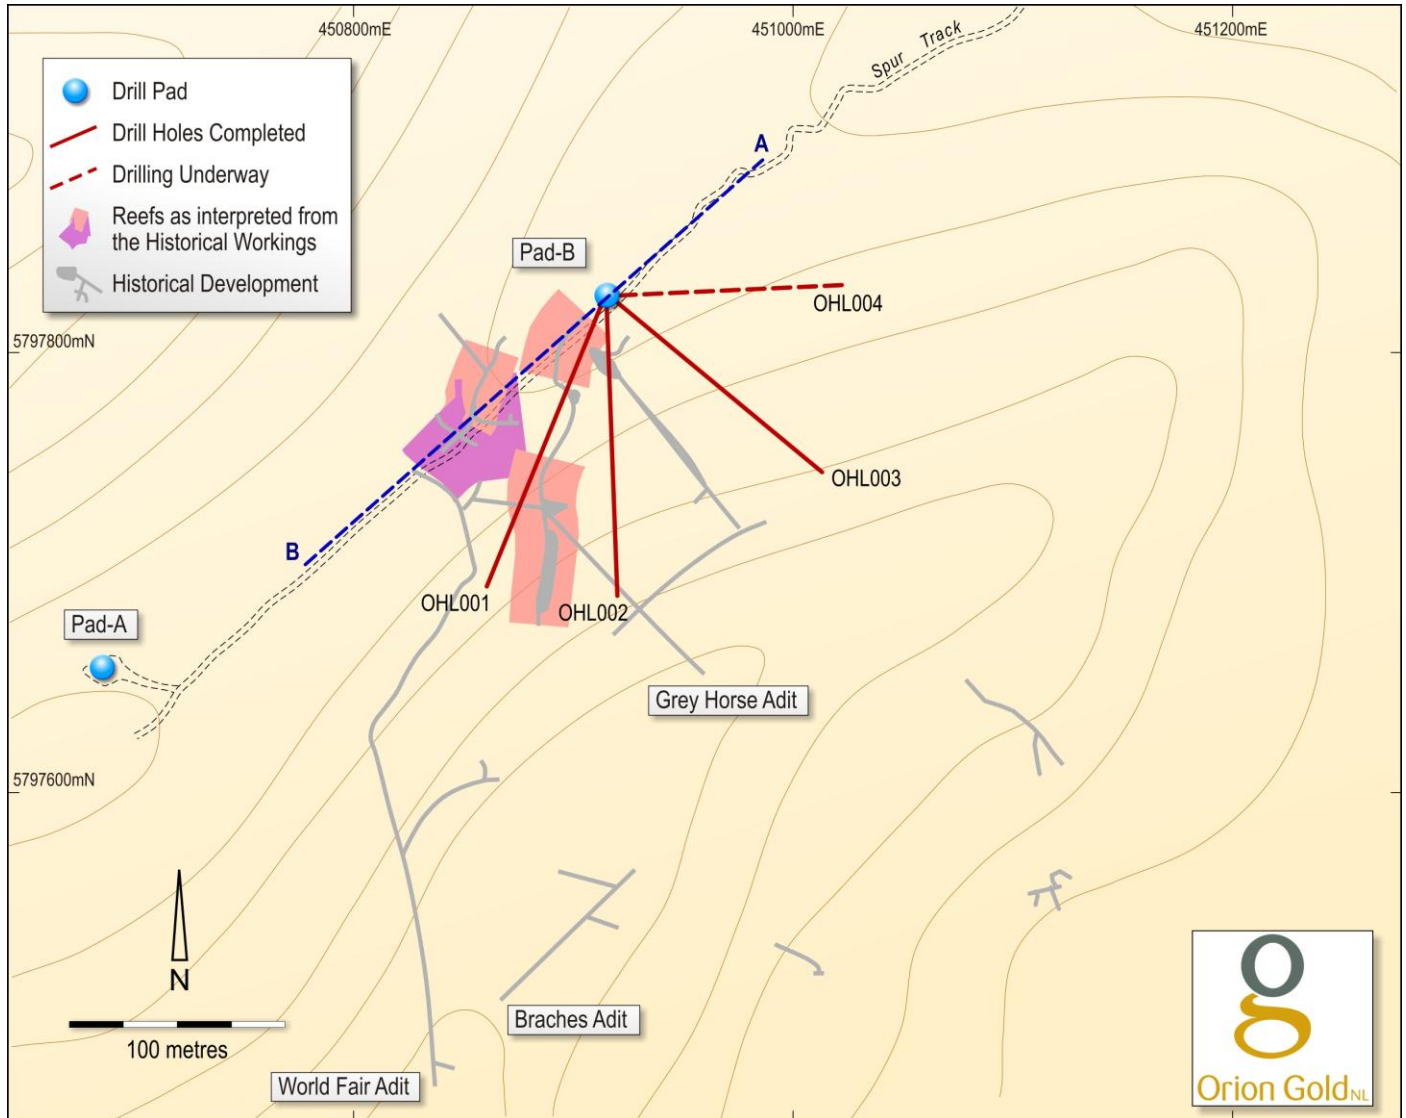 450800mE
451000mE
451200mE
Spur Track
Drill Pad
Drill Holes Completed
Drilling Underway
Reefs as interpreted from
the Historical Workings
Historical Development
A
Pad-B
OHL004
5797800mN
OHL003
B
OHL001
OHL002
Pad-A
Grey Horse Adit
5797600mN
N
100 metres
Braches Adit
World Fair Adit
g
Orion Gold NL